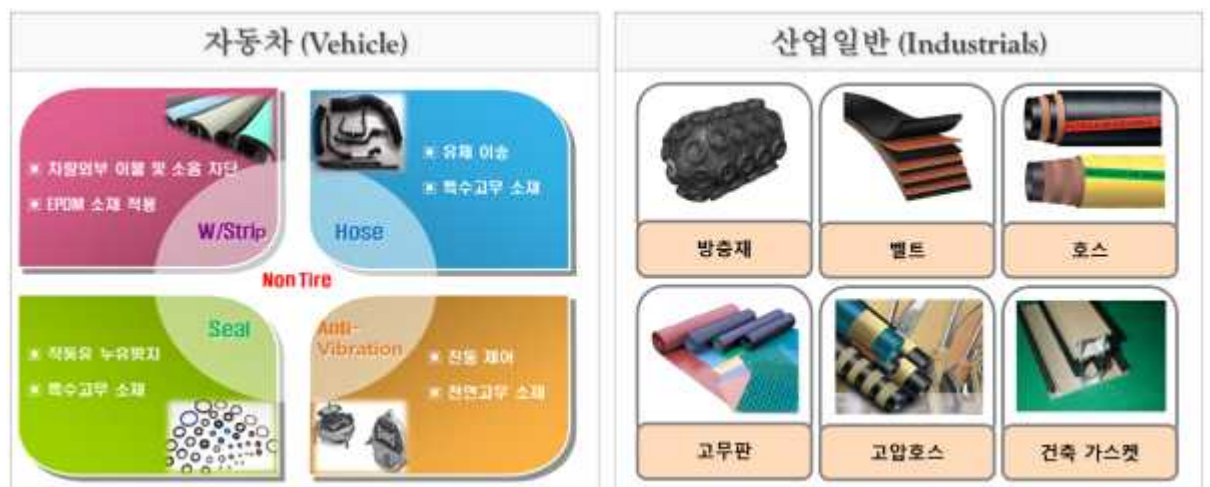 자동차 (Vehicle)
▣ 차량외부 이물 및 소음 차단
▣ EPDM 소재 적용
W/Strip
▣ 유체 이송
▣ 특수고무 소재
Hose
Non Tire
Seal
▣ 작동유 누유방지
▣ 특수고무 소재
Anti-
Vibration
▣ 진동 제어
▣ 천연고무 소재
산업일반 (Industrials)
방충재
벨트
호스
고무판
고압호스
건축 가스켓